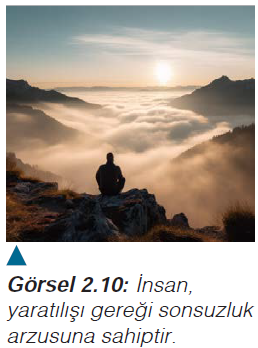 Görsel 2.10: İnsan,
yaratılışı gereği sonsuzluk
arzusuna sahiptir.